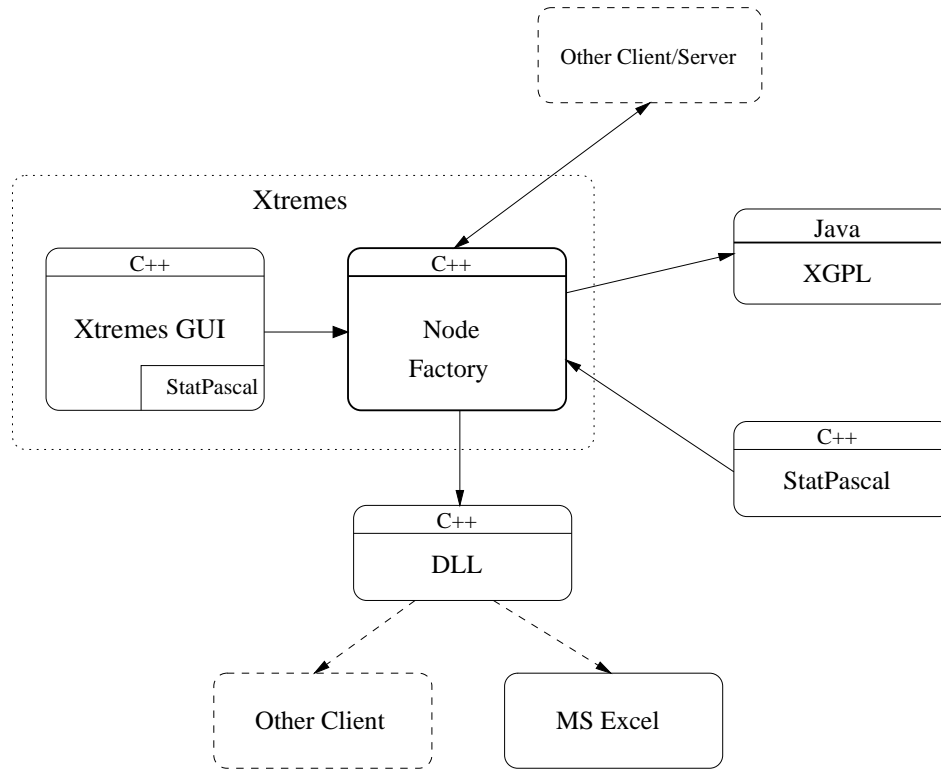 Other Client/Server
Xtremes
Java
XGPL
C++
Xtremes GUI
StatPascal
C++
Node
Factory
C++
StatPascal
C++
DLL
Other Client
MS Excel